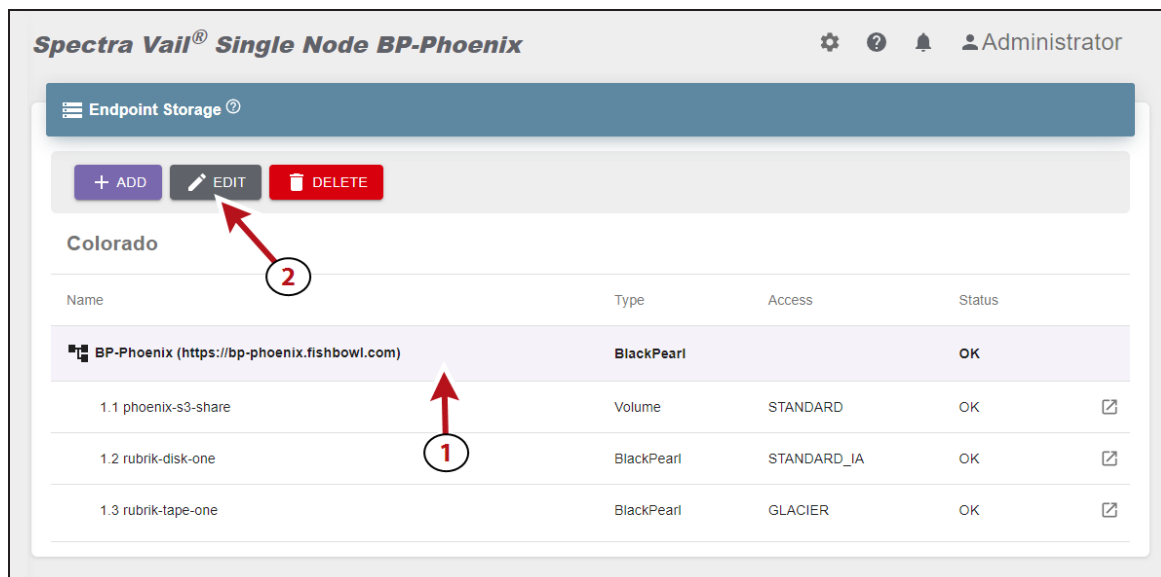 Spectra Vail® Single Node BP-Phoenix
Administrator
Endpoint Storage
ADD EDIT DELETE
2
Colorado
Name Type Access Status
BP-Phoenix (https://bp-phoenix.fishbowl.com) BlackPearl OK
1.1 phoenix-s3-share Volume STANDARD OK
1
1.2 rubrik-disk-one BlackPearl STANDARD_IA OK
1.3 rubrik-tape-one BlackPearl GLACIER OK